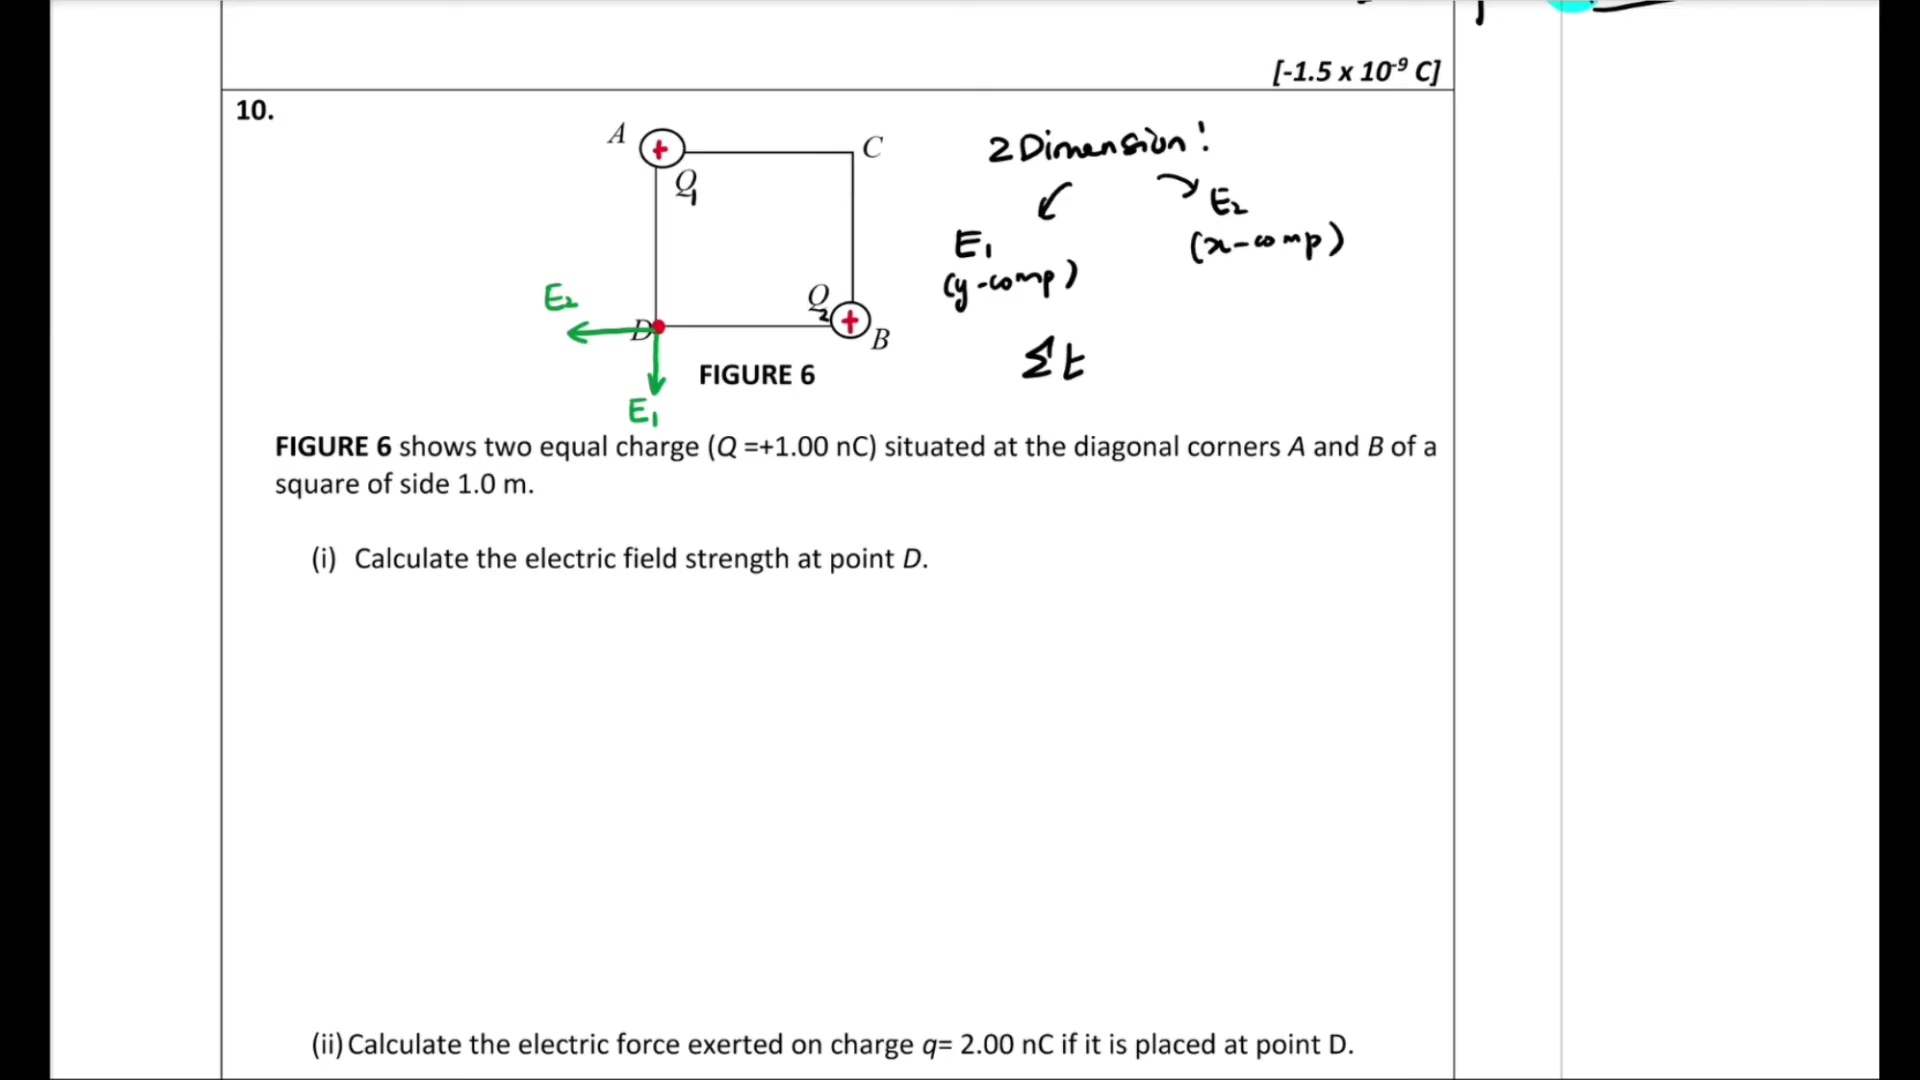 [-1.5 x 10⁻⁹ C]
10.
A
+
C
2 Dimension!
Q₁
E₂
E₁
(x-comp)
(y-comp)
E₂
Q₂
+
D
B
ΣE
FIGURE 6
E₁
FIGURE 6 shows two equal charge (Q =+1.00 nC) situated at the diagonal corners A and B of a
square of side 1.0 m.
(i) Calculate the electric field strength at point D.
(ii) Calculate the electric force exerted on charge q= 2.00 nC if it is placed at point D.